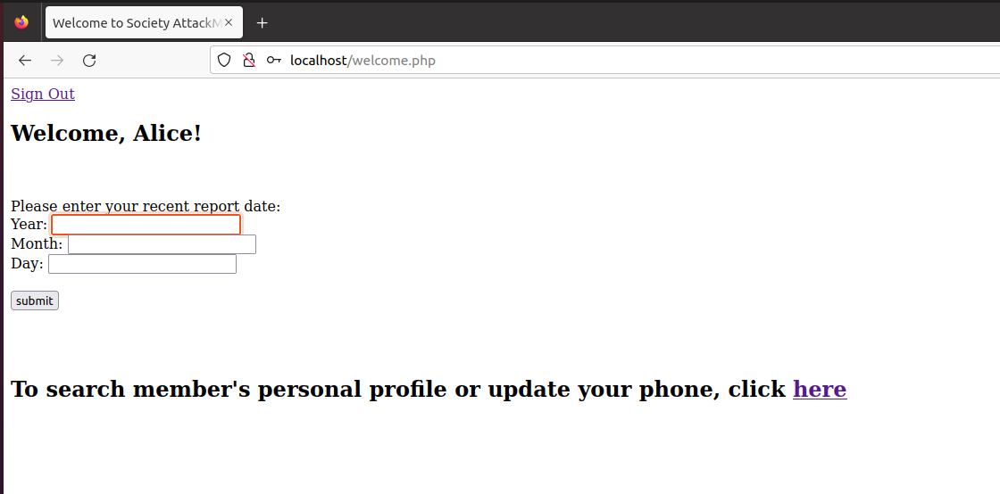 Welcome to Society AttackM
localhost/welcome.php
Sign Out
Welcome, Alice!
Please enter your recent report date:
Year:
Month:
Day:
submit
To search member's personal profile or update your phone, click here